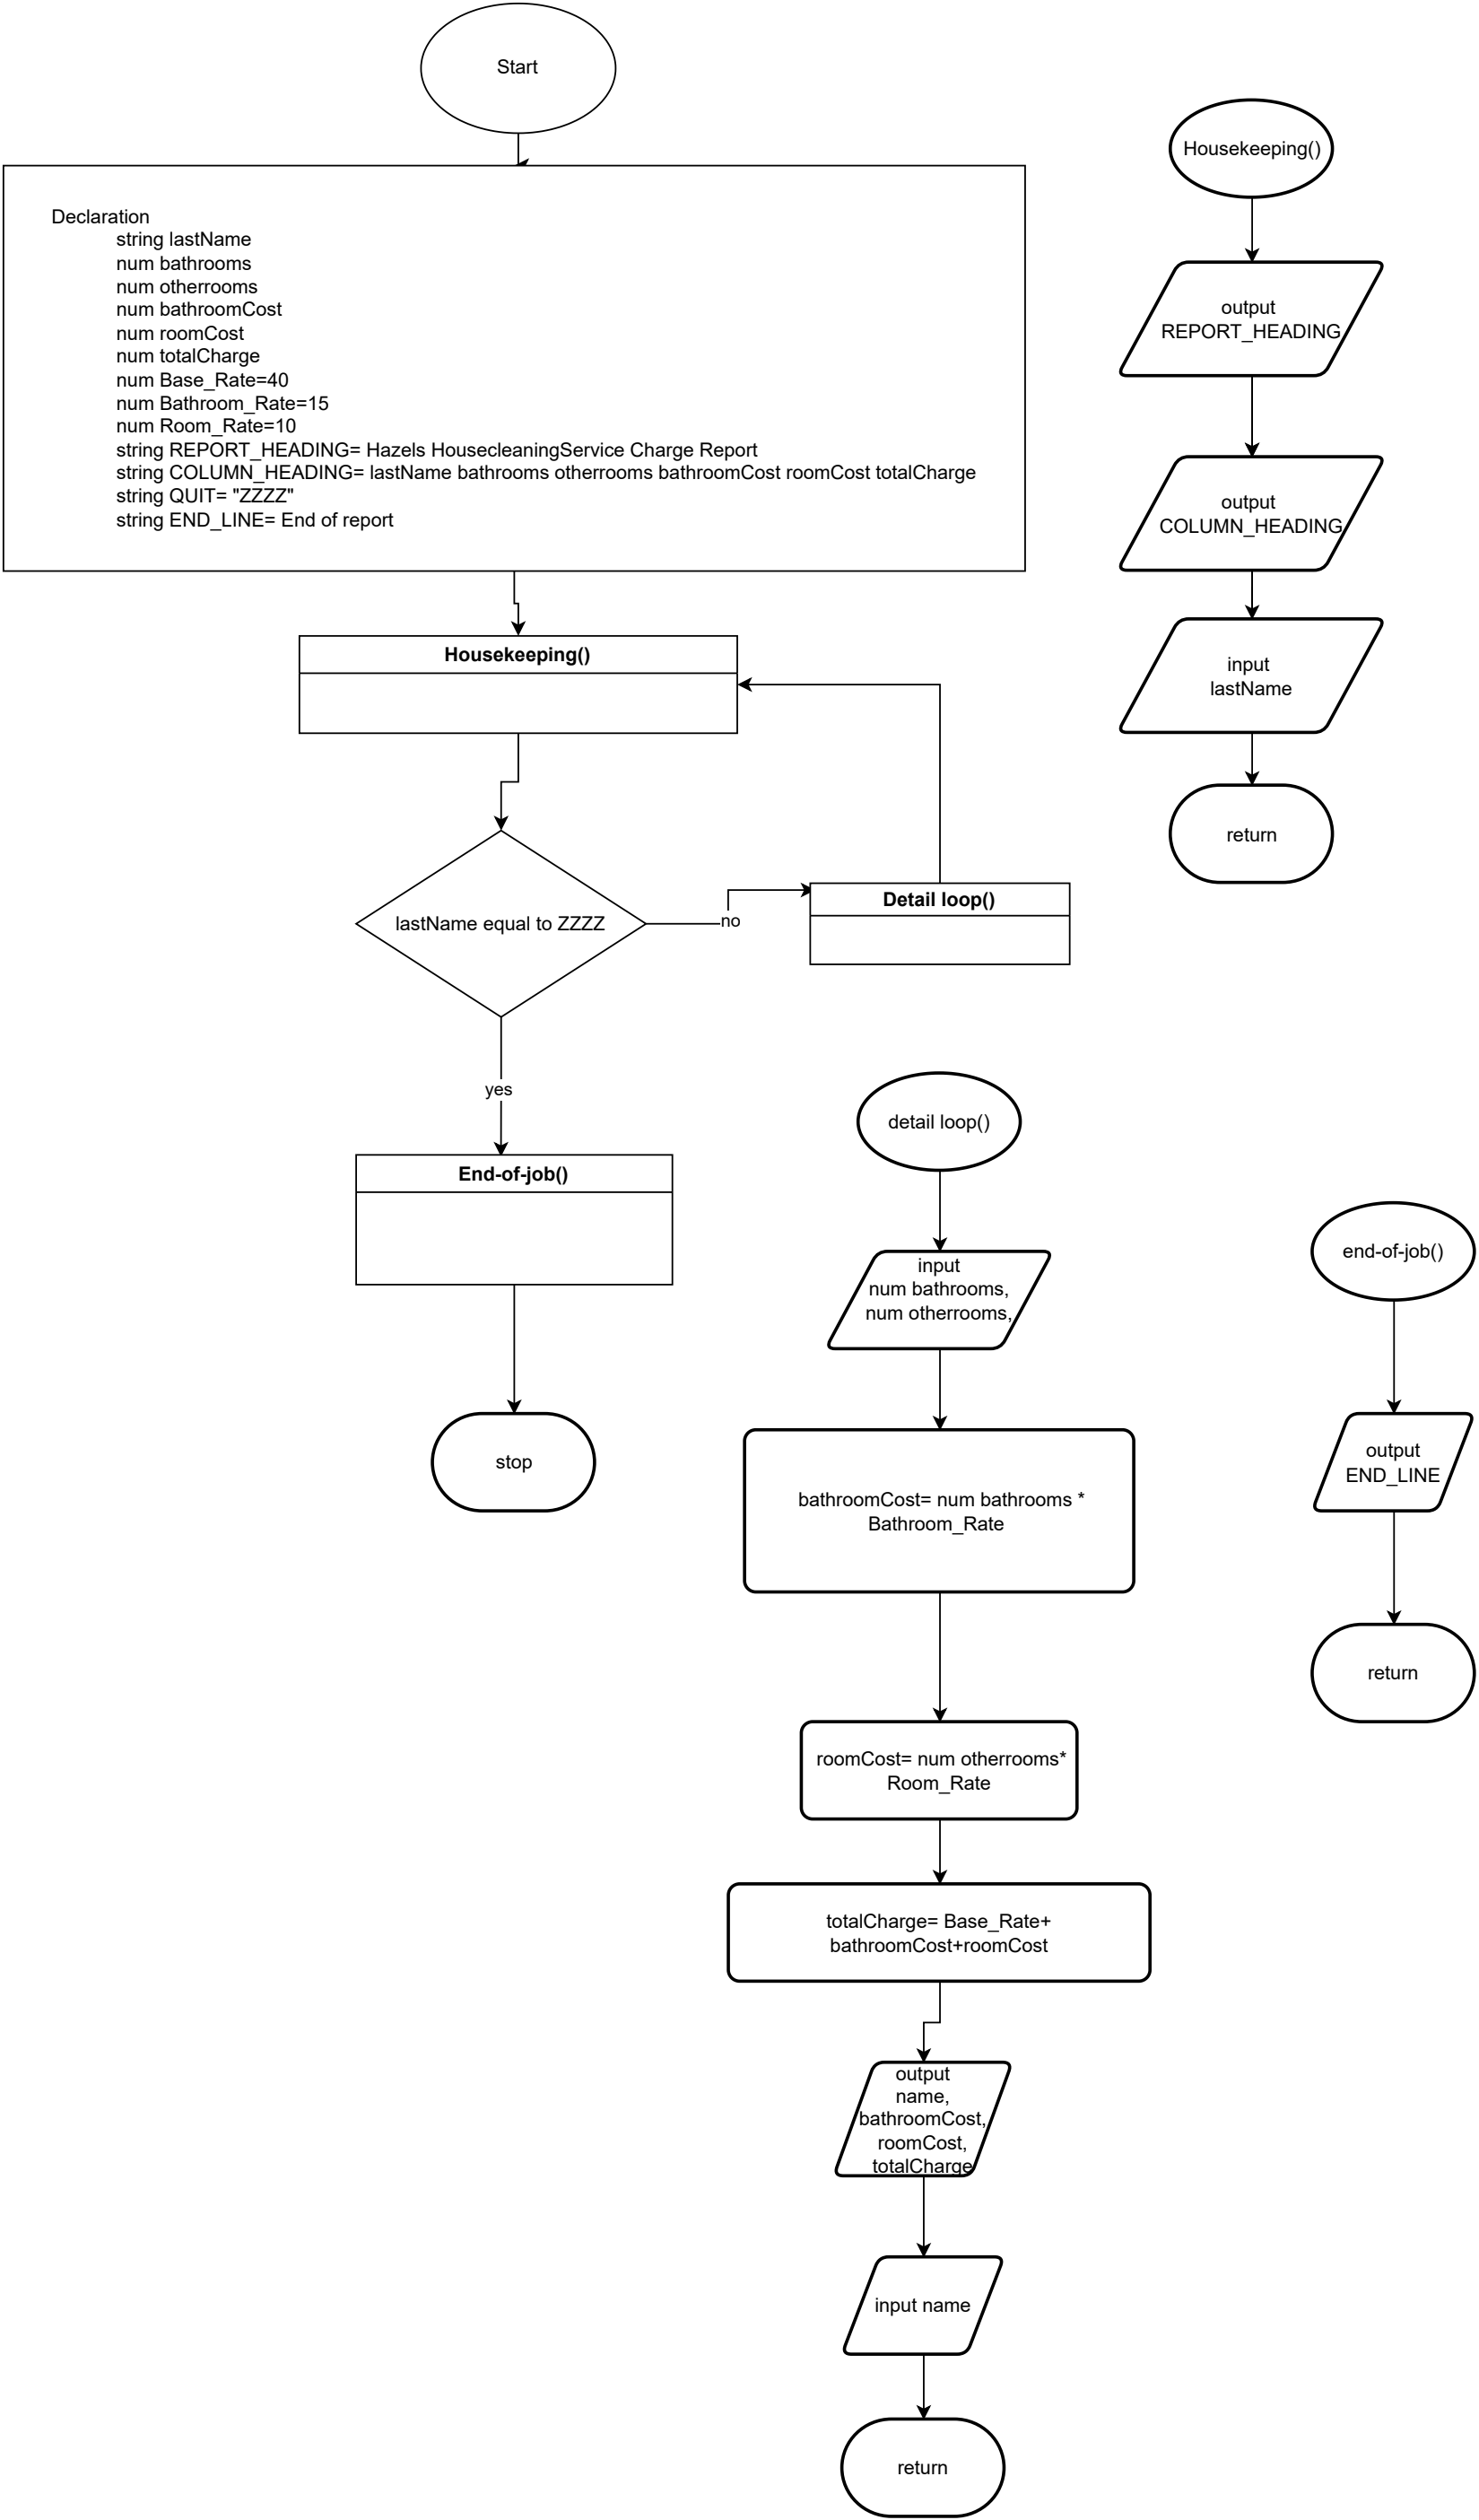 Start
Declaration
string lastName
num bathrooms
num otherrooms
num bathroomCost
num roomCost
num totalCharge
num Base_Rate=40
num Bathroom_Rate=15
num Room_Rate=10
string REPORT_HEADING= Hazels HousecleaningService Charge Report
string COLUMN_HEADING= lastName bathrooms otherrooms bathroomCost roomCost totalCharge
string QUIT= "ZZZZ"
string END_LINE= End of report
Housekeeping()
lastName equal to ZZZZ
no
Detail loop()
yes
End-of-job()
stop
Housekeeping()
output
REPORT_HEADING
output
COLUMN_HEADING
input
lastName
return
detail loop()
input
num bathrooms,
num otherrooms,
bathroomCost= num bathrooms *
Bathroom_Rate
roomCost= num otherrooms*
Room_Rate
totalCharge= Base_Rate+
bathroomCost+roomCost
output
name,
bathroomCost,
roomCost,
totalCharge
input name
return
end-of-job()
output
END_LINE
return